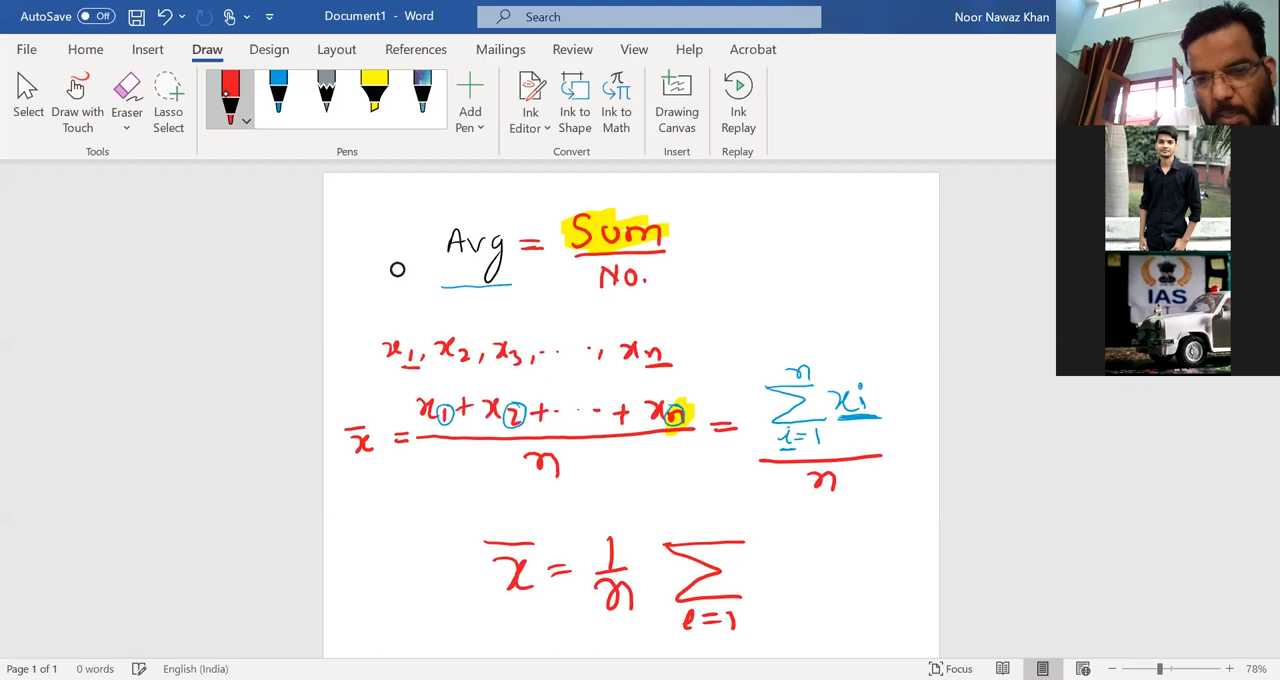 AutoSave Off Document1 - Word Search Noor Nawaz Khan
File Home Insert Draw Design Layout References Mailings Review View Help Acrobat
Select Draw with Touch Eraser Lasso Select Add Pen Ink Editor Ink to Shape Ink to Math Drawing Canvas Ink Replay
Tools Pens Convert Insert Replay
IAS
Avg = Sum / No.
x₁, x₂, x₃, ....., xₙ
x̅ = (x₁ + x₂ + ····· + xₙ) / n = (∑ⁿᵢ₌₁ xi) / n
x̅ = 1/n ∑ i=1
Page 1 of 1 0 words English (India) Focus 78%